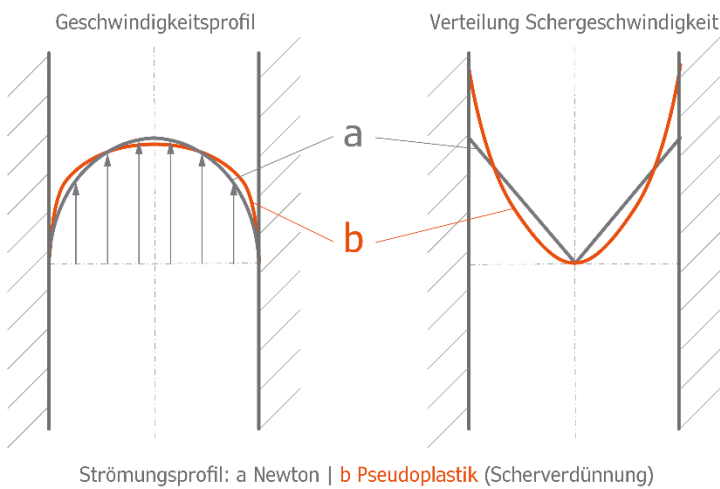 Geschwindigkeitsprofil
Verteilung Schergeschwindigkeit
a
b
Strömungsprofil: a Newton | b Pseudoplastik (Scherverdünnung)